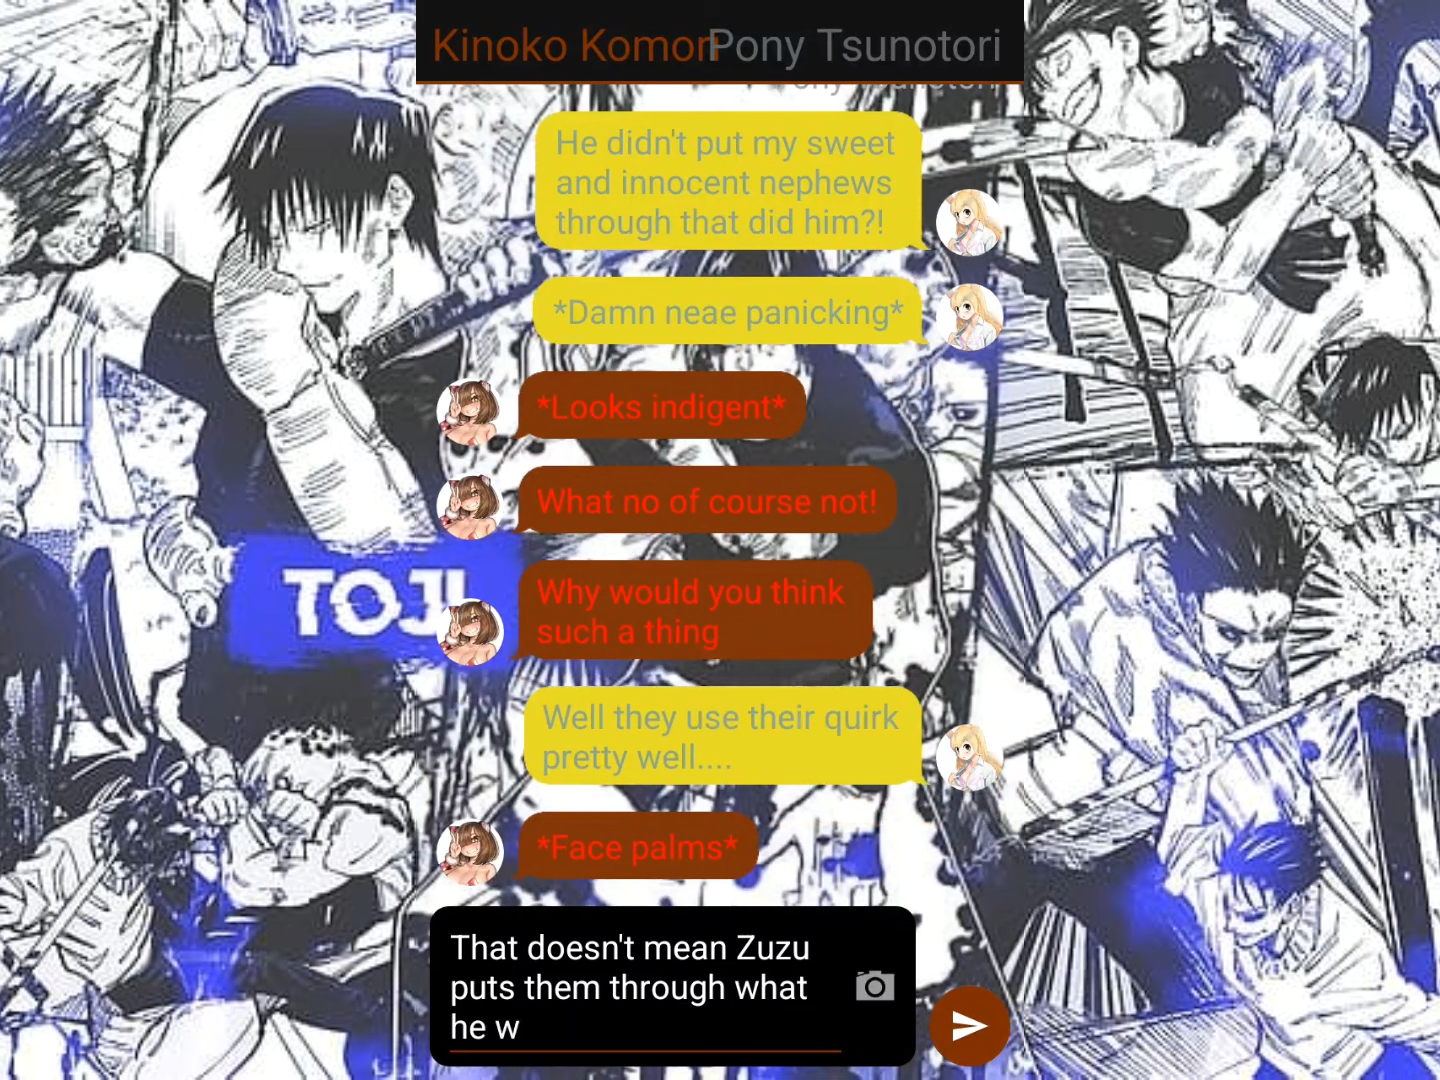 Kinoko Komori
Pony Tsunotori
He didn't put my sweet
and innocent nephews
through that did him?!
*Damn neae panicking*
*Looks indigent*
What no of course not!
Why would you think
such a thing
TOJI
Well they use their quirk
pretty well....
*Face palms*
That doesn't mean Zuzu
puts them through what
he w